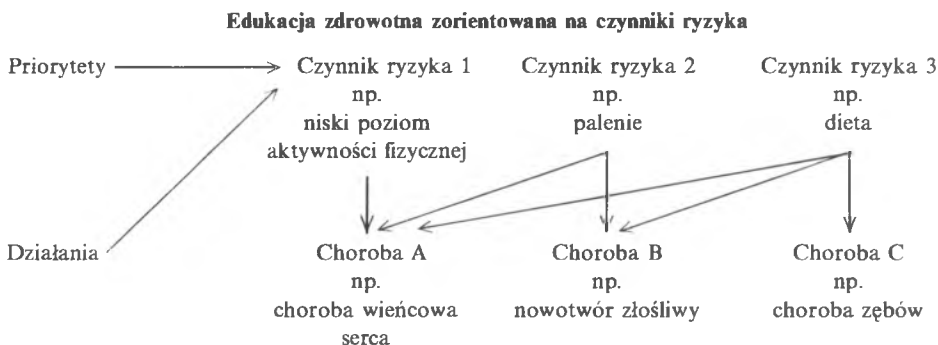 Edukacja zdrowotna zorientowana na czynniki ryzyka
Priorytety
Czynnik ryzyka 1
np.
niski poziom
aktywności fizycznej
Czynnik ryzyka 2
np.
palenie
Czynnik ryzyka 3
np.
dieta
Działania
Choroba A
np.
choroba wieńcowa
serca
Choroba B
np.
nowotwór złośliwy
Choroba C
np.
choroba zębów